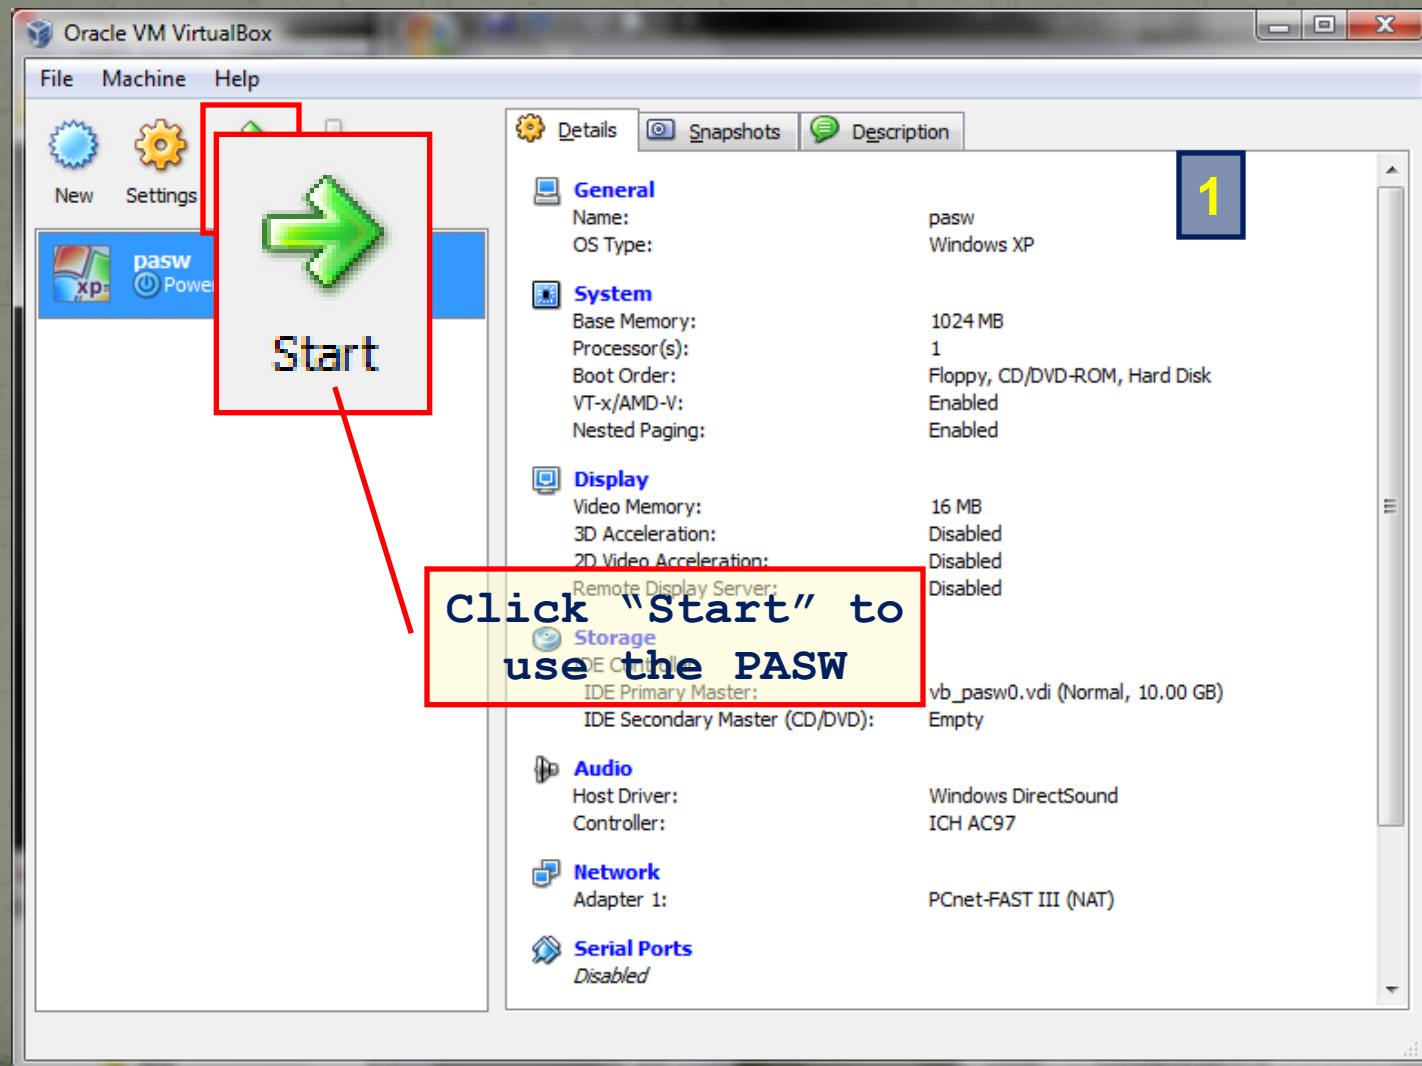 Oracle VM VirtualBox
File Machine Help
New Settings
Start
pasw
Details Snapshots Description
1
General
Name: pasw
OS Type: Windows XP
System
Base Memory: 1024 MB
Processor(s): 1
Boot Order: Floppy, CD/DVD-ROM, Hard Disk
VT-x/AMD-V: Enabled
Nested Paging: Enabled
Display
Video Memory: 16 MB
3D Acceleration: Disabled
2D Video Acceleration: Disabled
Remote Display Server: Disabled
Click “Start” to
use the PASW
Storage
IDE Primary Master: vb_pasw0.vdi (Normal, 10.00 GB)
IDE Secondary Master (CD/DVD): Empty
Audio
Host Driver: Windows DirectSound
Controller: ICH AC97
Network
Adapter 1: PCnet-FAST III (NAT)
Serial Ports
Disabled
xp